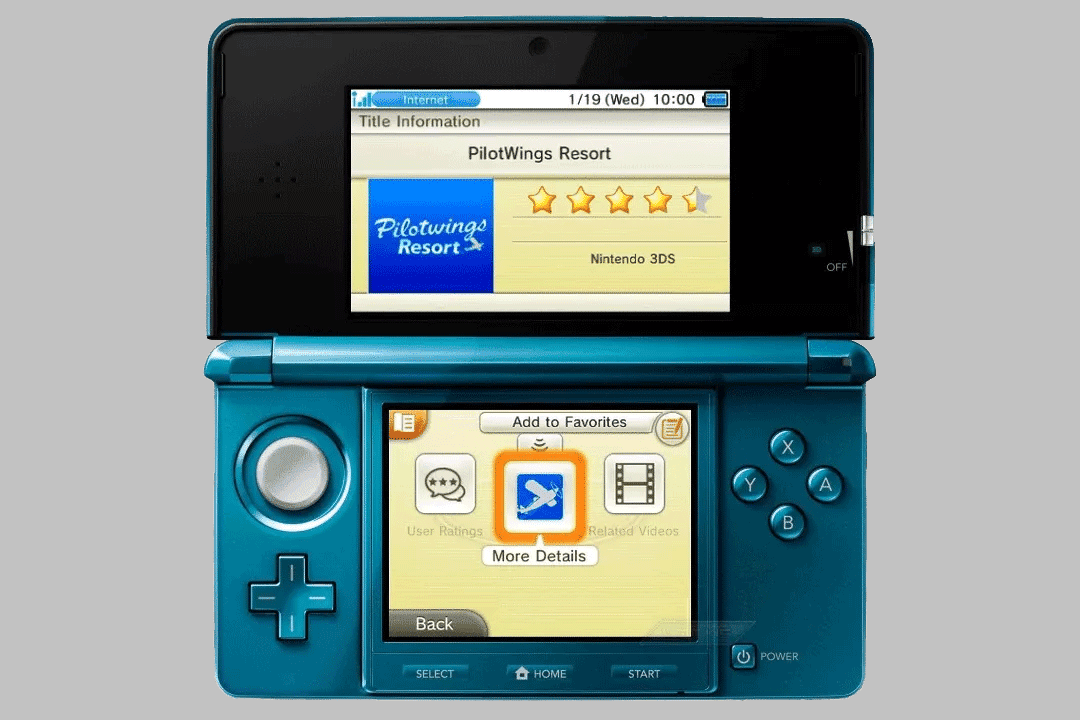 Internet 1/19 (Wed) 10:00
Title Information
PilotWings Resort
Pilotwings
Resort
Nintendo 3DS
3D
OFF
Add to Favorites
User Ratings
Related Videos
More Details
Back
X
Y
A
B
SELECT
HOME
START
POWER